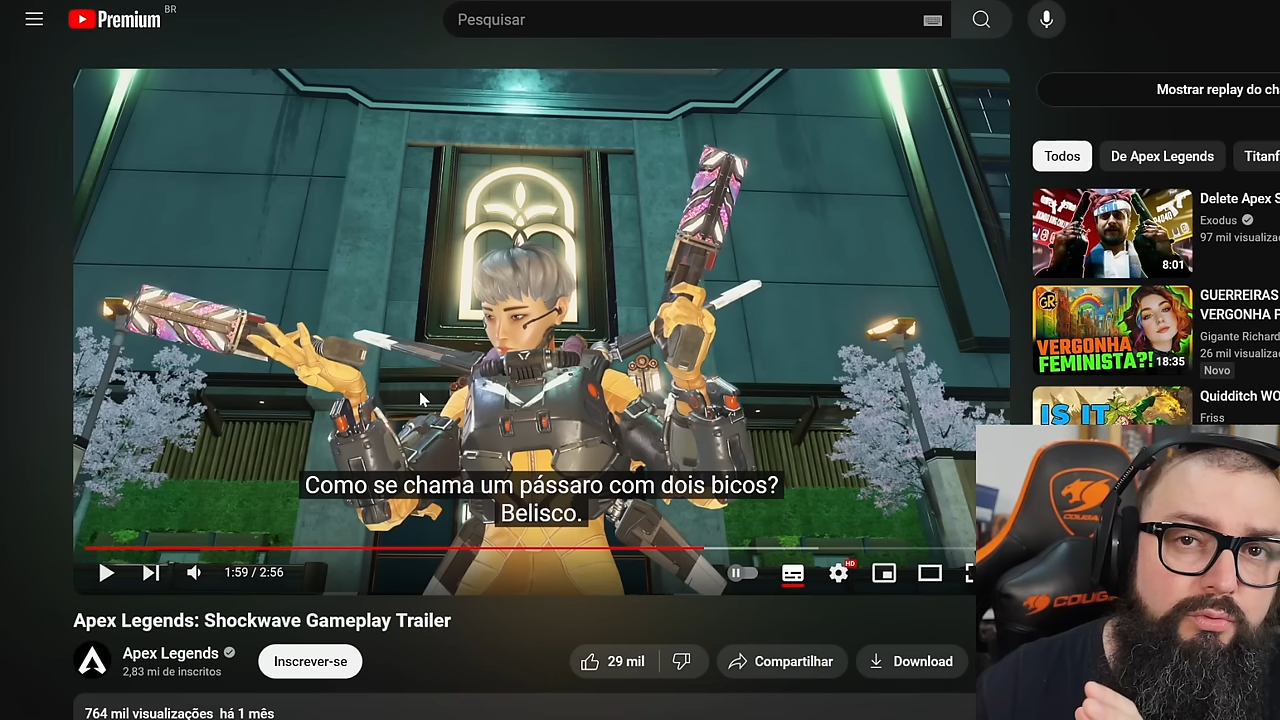 Premium
BR
Pesquisar
Como se chama um pássaro com dois bicos?
Belisco.
1:59 / 2:56
HD
Apex Legends: Shockwave Gameplay Trailer
Apex Legends
2,83 mi de inscritos
Inscrever-se
29 mil
Compartilhar
Download
764 mil visualizações há 1 mês
Mostrar replay do ch
Todos
De Apex Legends
Titanf
8:01
Delete Apex S
Exodus
97 mil visualiza
GR
VERGONHA
FEMINISTA?!
18:35
GUERREIRAS
VERGONHA F
Gigante Richard
26 mil visualiza
Novo
IS IT
Quidditch WO
Friss
COUGAR
COUG